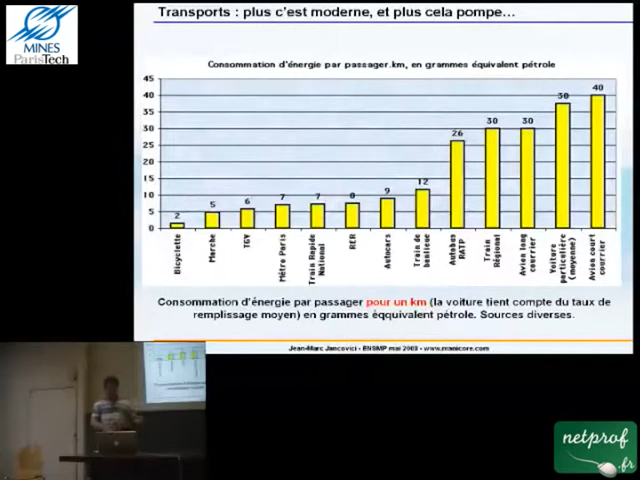 MINES
ParisTech
Transports : plus c'est moderne, et plus cela pompe…
Consommation d'énergie par passager.km, en grammes équivalent pétrole
45
40
35
30
25
20
15
10
5
0
2
5
6
7
7
8
9
12
26
30
30
38
40
Bicyclette
Marche
TGV
Métro Paris
Train Rapide National
RER
Autocars
Train de banlieue
Autobus RATP
Train Régional
Avion long courrier
Voiture particulière (moyenne)
Avion court courrier
Consommation d'énergie par passager pour un km (la voiture tient compte du taux de
remplissage moyen) en grammes éqquivalent pétrole. Sources diverses.
Jean-Marc Jancovici - ENSMP mai 2003 - www.manicore.com
netprof
.fr